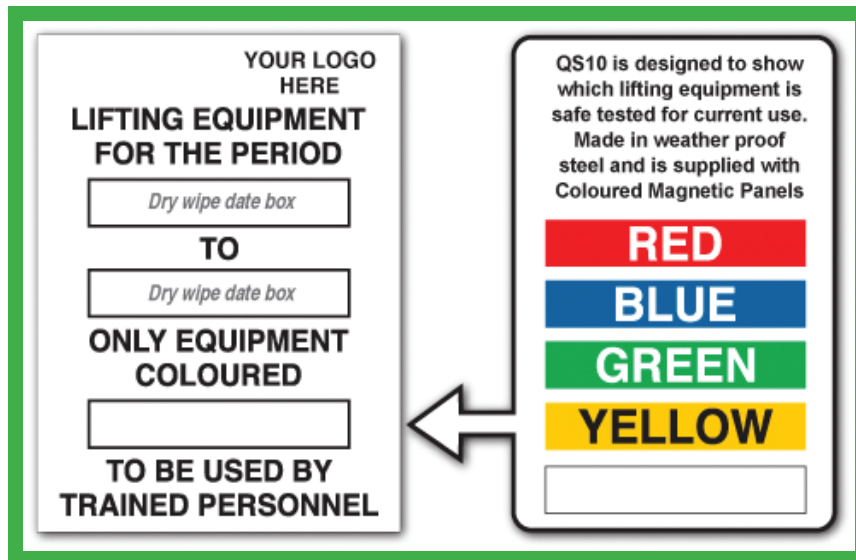 YOUR LOGO
HERE
LIFTING EQUIPMENT
FOR THE PERIOD
Dry wipe date box
TO
Dry wipe date box
ONLY EQUIPMENT
COLOURED
TO BE USED BY
TRAINED PERSONNEL
QS10 is designed to show
which lifting equipment is
safe tested for current use.
Made in weather proof
steel and is supplied with
Coloured Magnetic Panels
RED
BLUE
GREEN
YELLOW